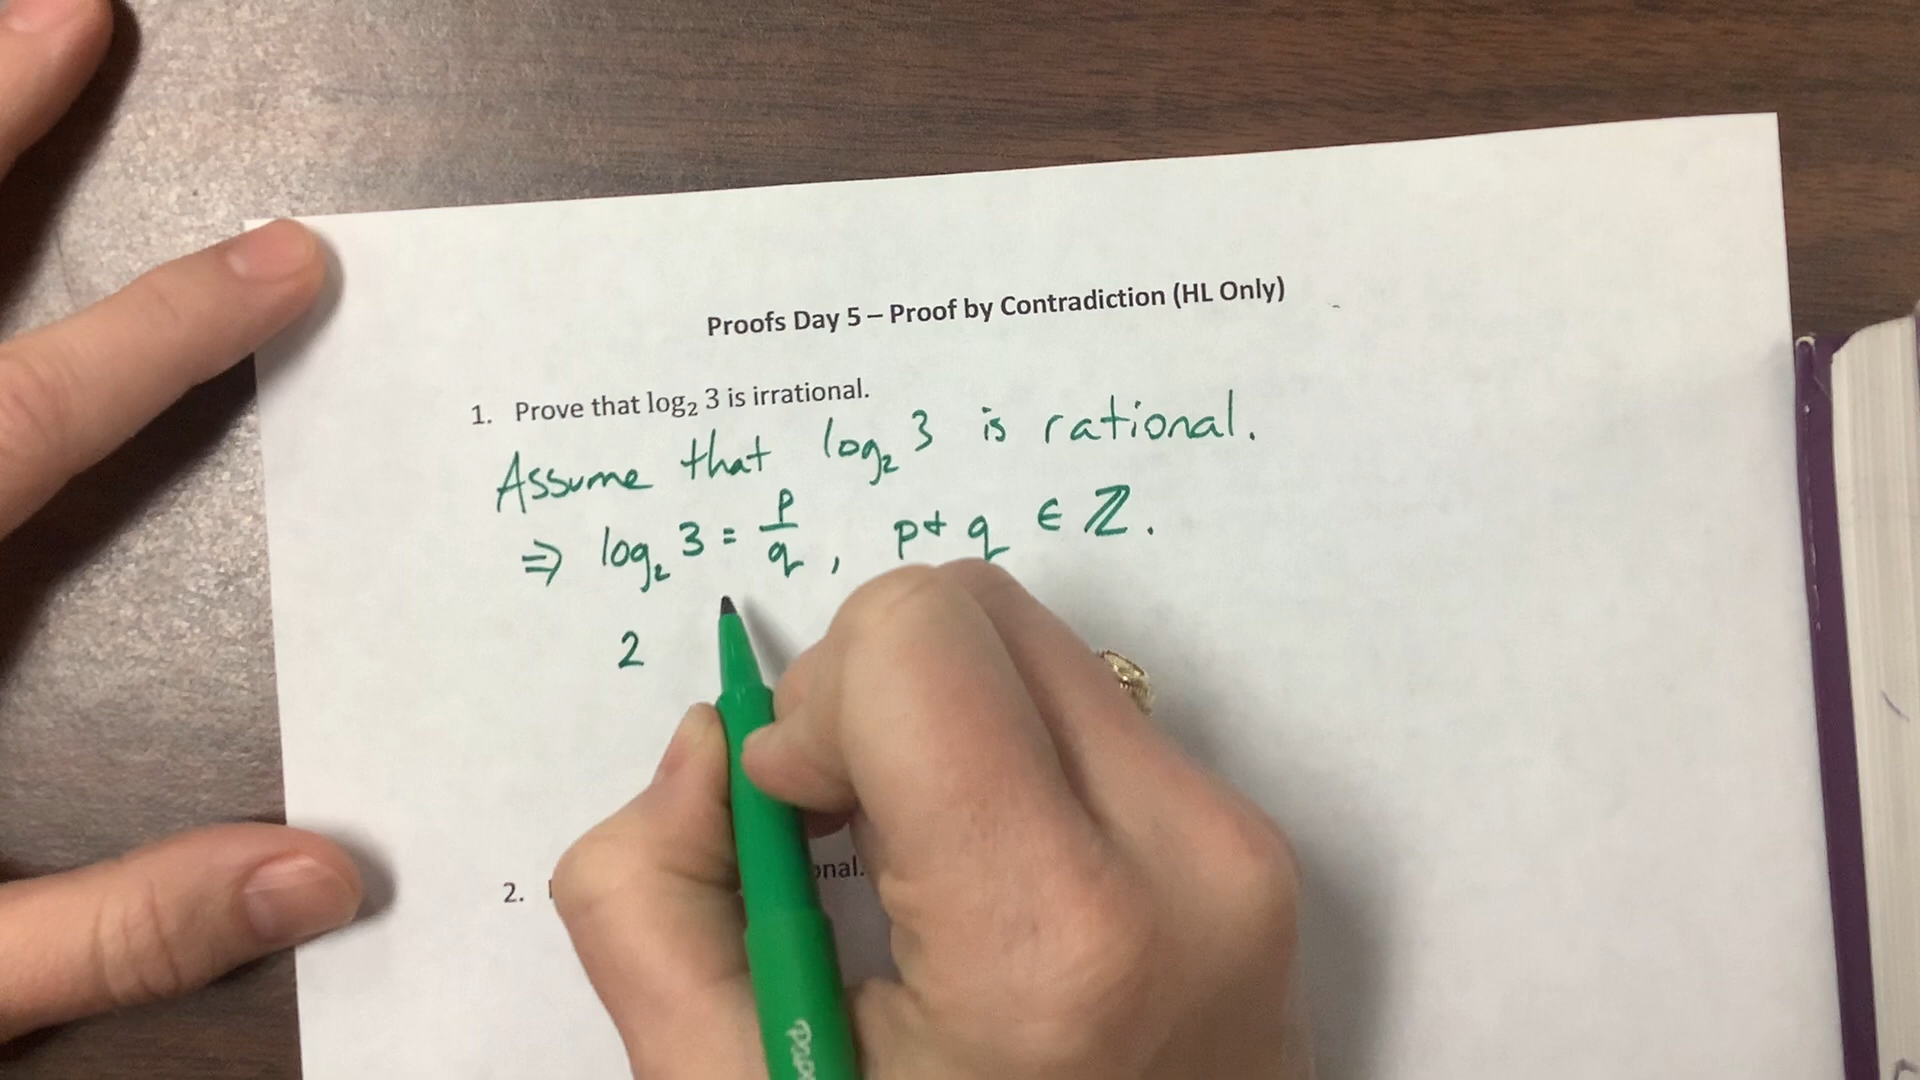 Proofs Day 5 – Proof by Contradiction (HL Only)
1. Prove that log₂ 3 is irrational.
Assume that log₂ 3 is rational.
⇒ log₂ 3 = p/q, p + q ∈ ℤ.
2
2.